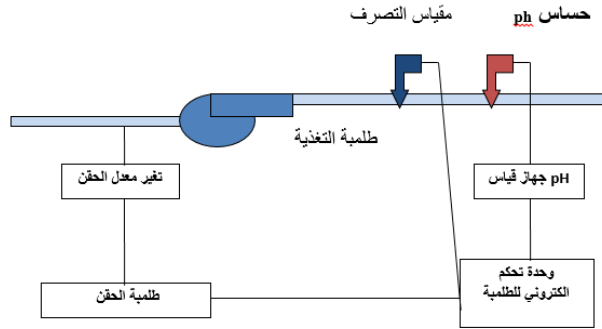 حساس ph
مقياس التصرف
طلمبة التغذية
تغير معدل الحقن
pH جهاز قياس
وحدة تحكم
الكتروني للطلمبة
طلمبة الحقن